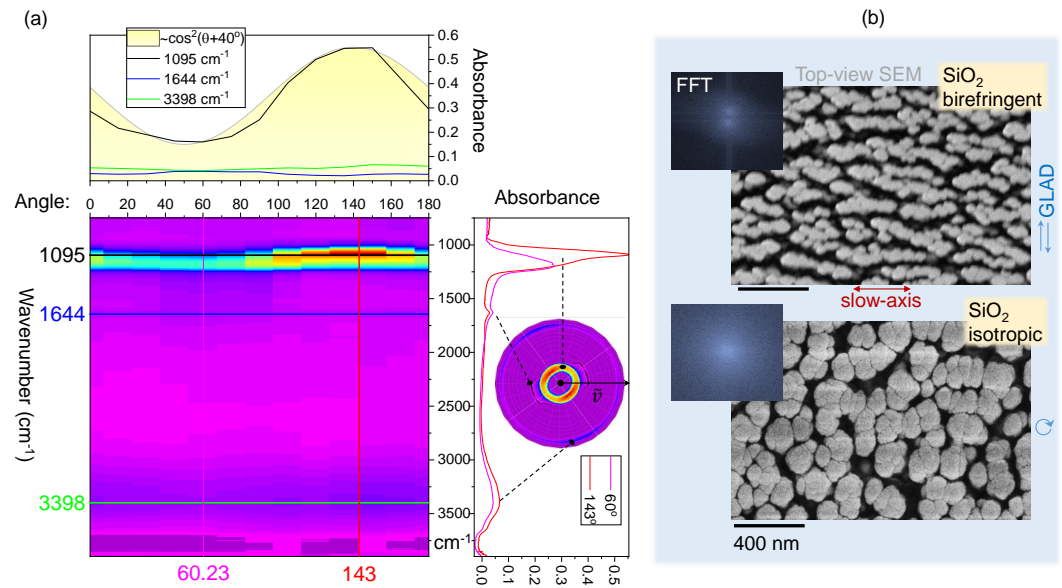 (a)
~cos²(θ+40°)
1095 cm⁻¹
1644 cm⁻¹
3398 cm⁻¹
0.6
0.5
0.4
0.3
0.2
0.1
0.0
Absorbance
Angle: 0 20 40 60 80 100 120 140 160 180
1095
1644
3398
Wavenumber (cm⁻¹)
60.23
143
Absorbance
1000
1500
2000
2500
3000
3500
cm⁻¹
ṽ
60°
143°
0.0
0.1
0.2
0.3
0.4
0.5
(b)
FFT
Top-view SEM
SiO₂
birefringent
GLAD
slow-axis
SiO₂
isotropic
400 nm